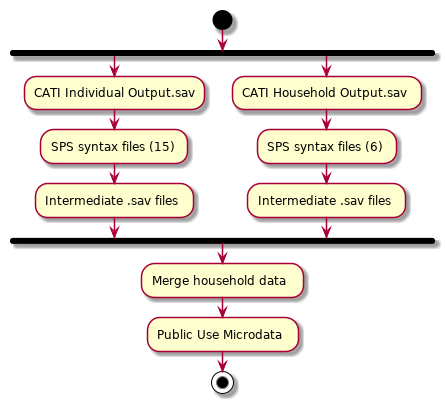 CATI Individual Output.sav
CATI Household Output.sav
SPS syntax files (15)
SPS syntax files (6)
Intermediate .sav files
Intermediate .sav files
Merge household data
Public Use Microdata